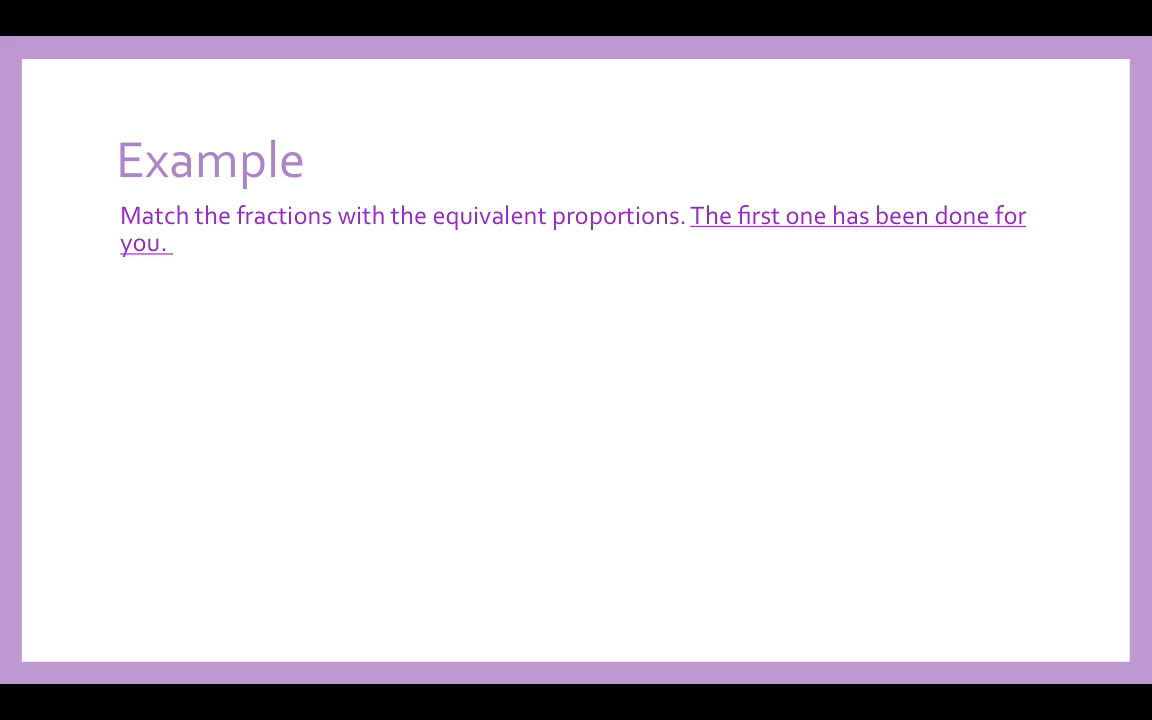 Example
Match the fractions with the equivalent proportions. The first one has been done for
you.